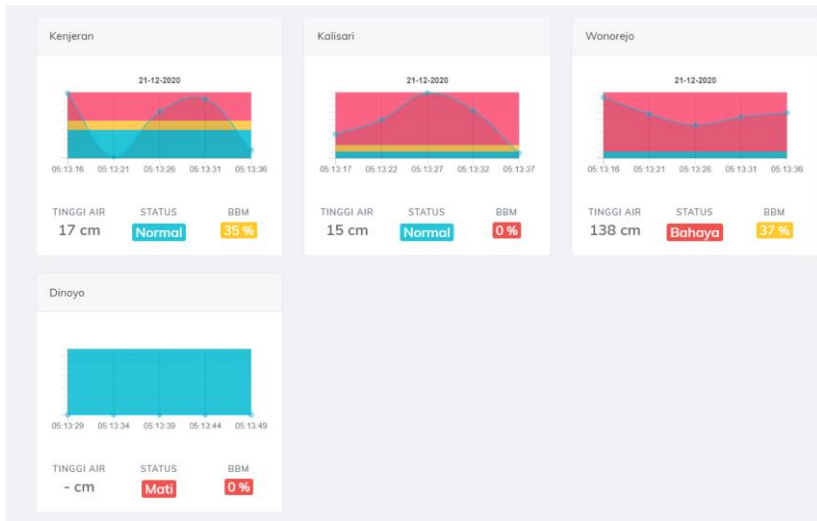 Kenjeran
21-12-2020
05:13:16 05:13:21 05:13:26 05:13:31 05:13:36
TINGGI AIR STATUS BBM
17 cm Normal 35 %
Kalisari
21-12-2020
05:13:17 05:13:22 05:13:27 05:13:32 05:13:37
TINGGI AIR STATUS BBM
15 cm Normal 0 %
Wonorejo
21-12-2020
05:13:16 05:13:21 05:13:26 05:13:31 05:13:36
TINGGI AIR STATUS BBM
138 cm Bahaya 37 %
Dinoyo
05:13:29 05:13:34 05:13:39 05:13:44 05:13:49
TINGGI AIR STATUS BBM
- cm Mati 0 %